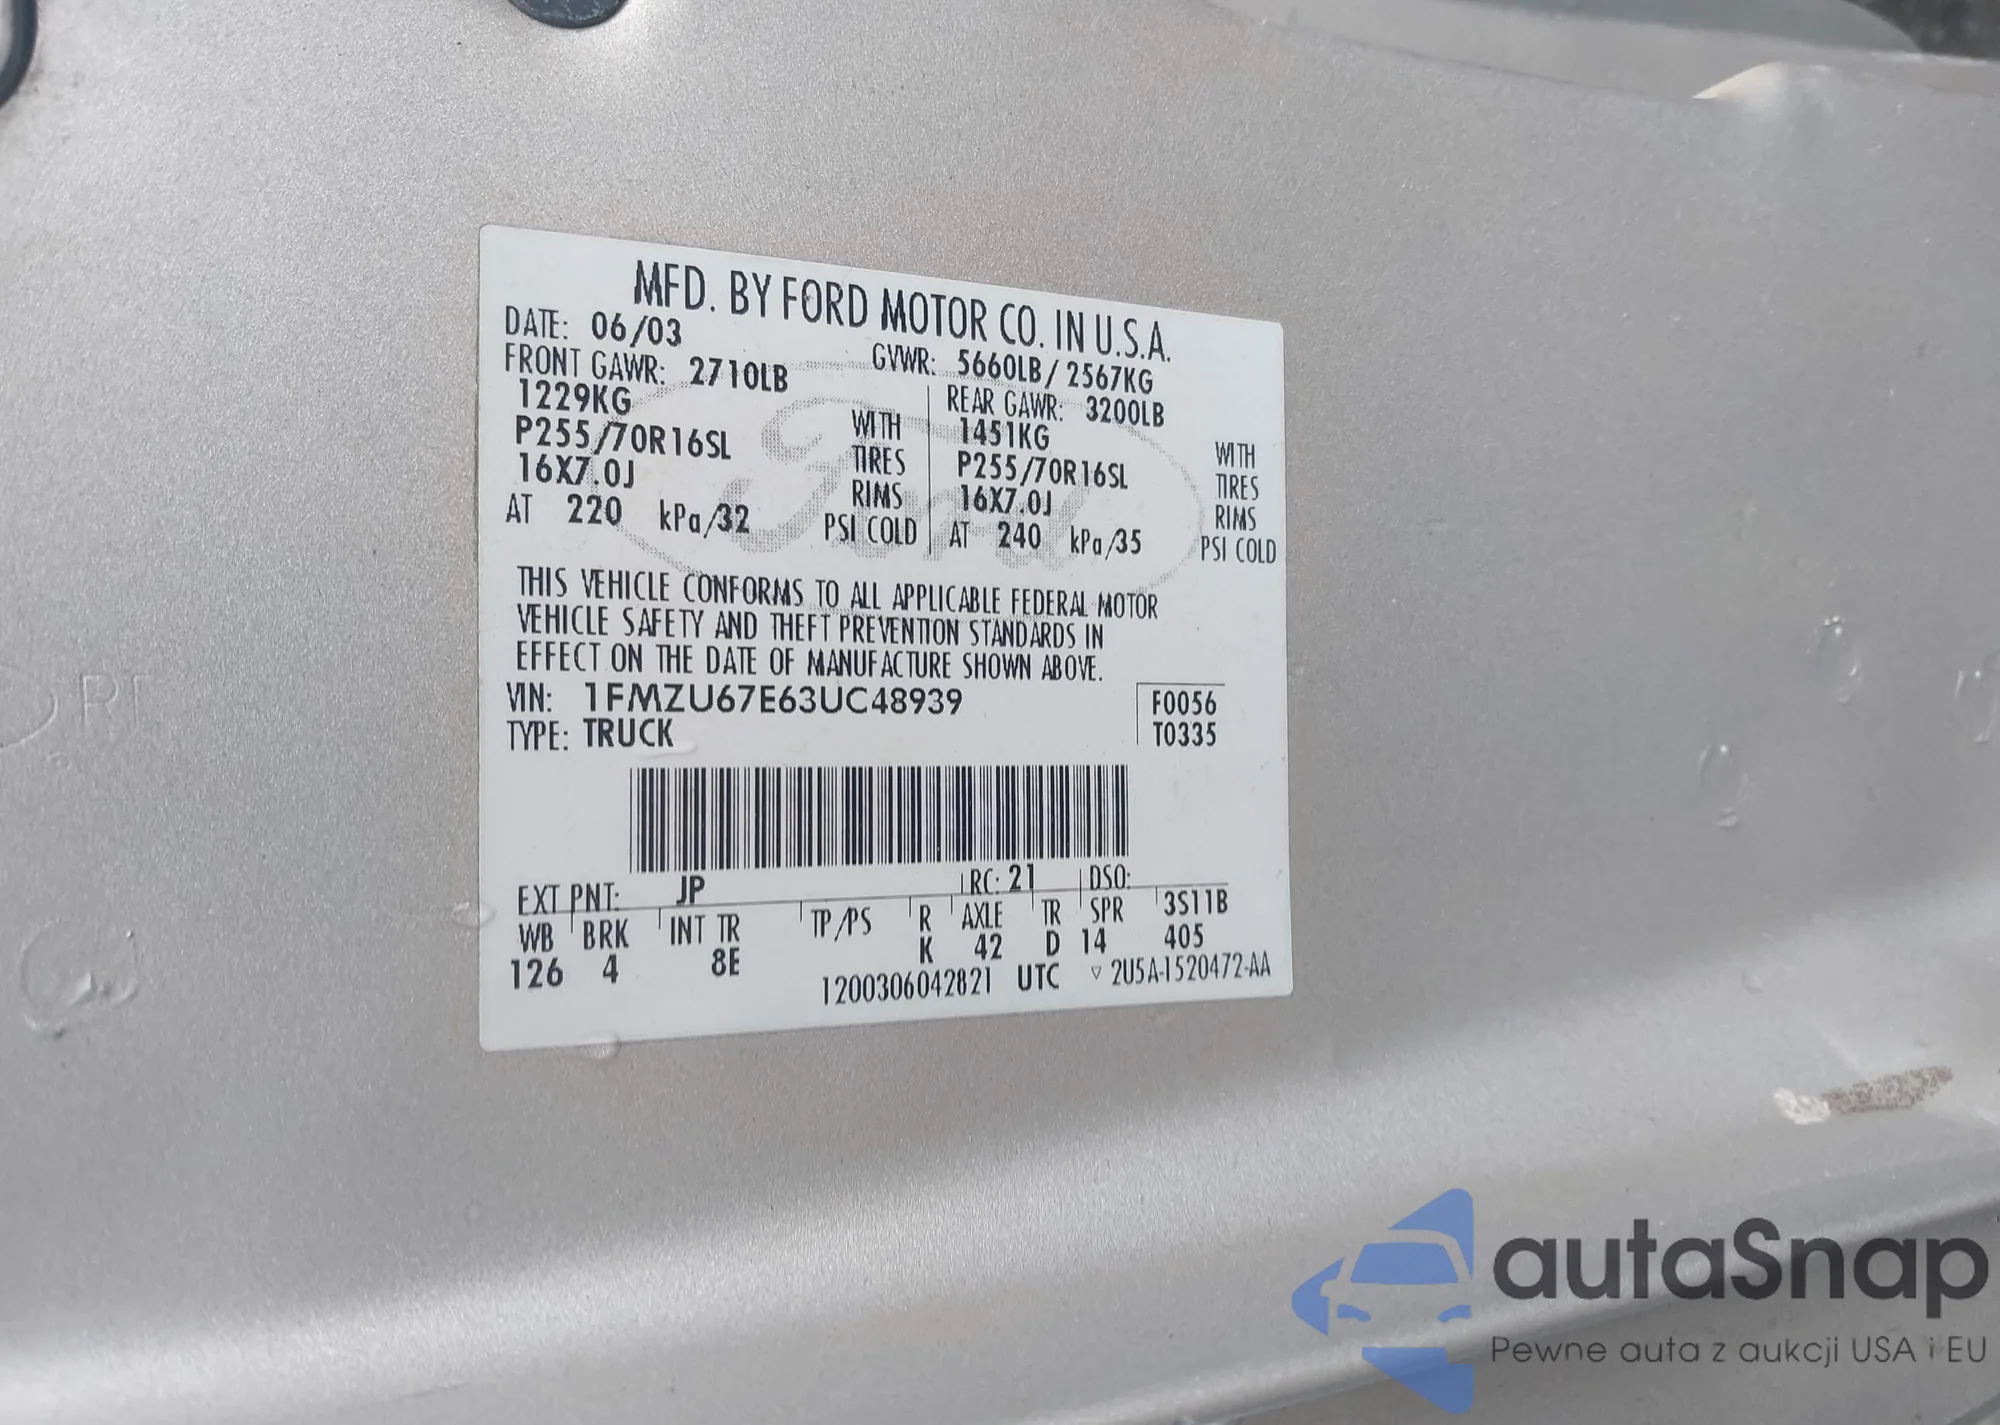 MFD. BY FORD MOTOR CO. IN U.S.A.
DATE: 06/03 GVWR: 5660LB / 2567KG
FRONT GAWR: 2710LB REAR GAWR: 3200LB
1229KG WITH 1451KG WITH
P255/70R16SL TIRES P255/70R16SL TIRES
16X7.0J RIMS 16X7.0J RIMS
AT 220 kPa/32 PSI COLD AT 240 kPa/35 PSI COLD
Ford
THIS VEHICLE CONFORMS TO ALL APPLICABLE FEDERAL MOTOR
VEHICLE SAFETY AND THEFT PREVENTION STANDARDS IN
EFFECT ON THE DATE OF MANUFACTURE SHOWN ABOVE.
VIN: 1FMZU67E63UC48939 F0056
TYPE: TRUCK T0335
EXT PNT: JP RC: 21 DSO:
WB BRK INT TR TP/PS R AXLE TR SPR 3S11B
126 4 8E K 42 D 14 405
1200306042821 UTC ▽ 2U5A-1520472-AA
autaSnap
Pewne auta z aukcji USA i EU